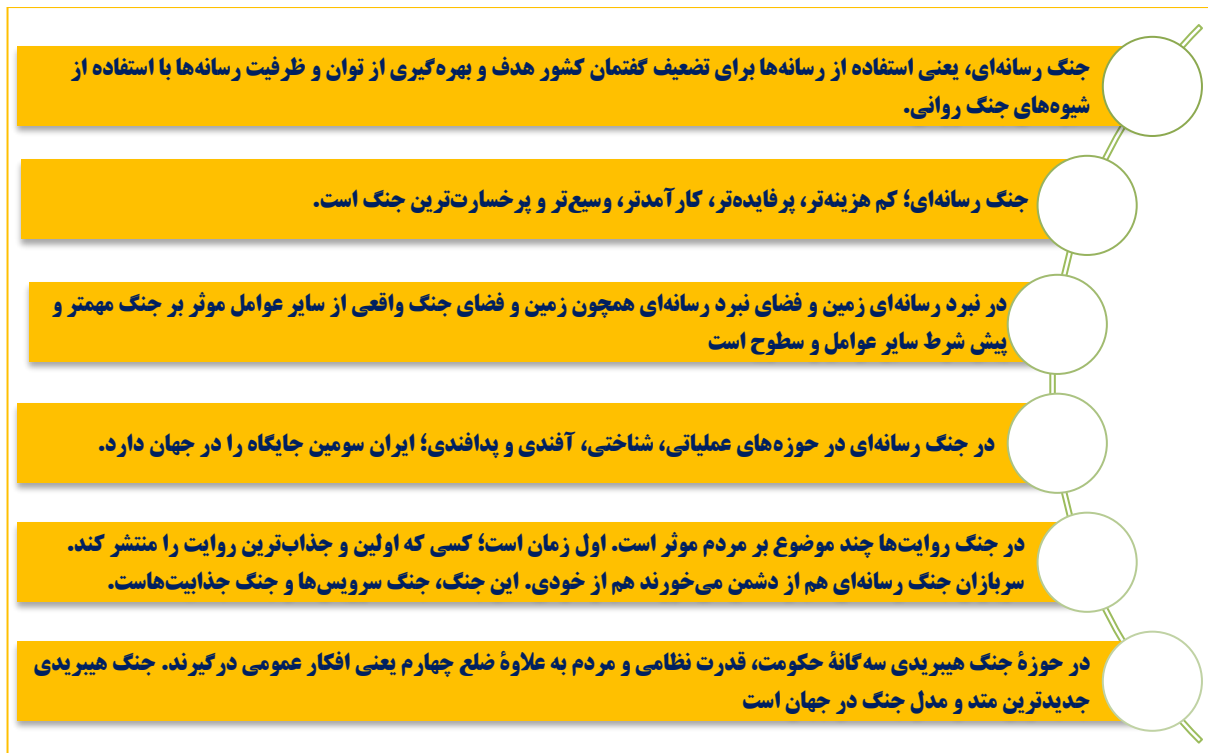 جنگ رسانه‌ای، یعنی استفاده از رسانه‌ها برای تضعیف گفتمان کشور هدف و بهره‌گیری از توان و ظرفیت رسانه‌ها با استفاده از
شیوه‌های جنگ روانی.
جنگ رسانه‌ای؛ کم هزینه‌تر، پرفایده‌تر، کارآمدتر، وسیع‌تر و پرخسارت‌ترین جنگ است.
در نبرد رسانه‌ای زمین و فضای نبرد رسانه‌ای همچون زمین و فضای جنگ واقعی از سایر عوامل موثر بر جنگ مهمتر و
پیش شرط سایر عوامل و سطوح است
در جنگ رسانه‌ای در حوزه‌های عملیاتی، شناختی، آفندی و پدافندی؛ ایران سومین جایگاه را در جهان دارد.
در جنگ روایت‌ها چند موضوع بر مردم موثر است. اول زمان است؛ کسی که اولین و جذاب‌ترین روایت را منتشر کند.
سربازان جنگ رسانه‌ای هم از دشمن می‌خورند هم از خودی. این جنگ، جنگ سرویس‌ها و جنگ جذابیت‌هاست.
در حوزهٔ جنگ هیبریدی سه‌گانهٔ حکومت، قدرت نظامی و مردم به علاوهٔ ضلع چهارم یعنی افکار عمومی درگیرند. جنگ هیبریدی
جدیدترین متد و مدل جنگ در جهان است